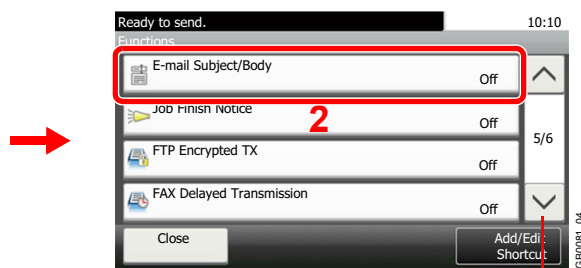 Ready to send.
10:10
Functions
E-mail Subject/Body
Off
Job Finish Notice
2
Off
5/6
FTP Encrypted TX
Off
FAX Delayed Transmission
Off
Close
Add/Edit
Shortcut
GB0081_04